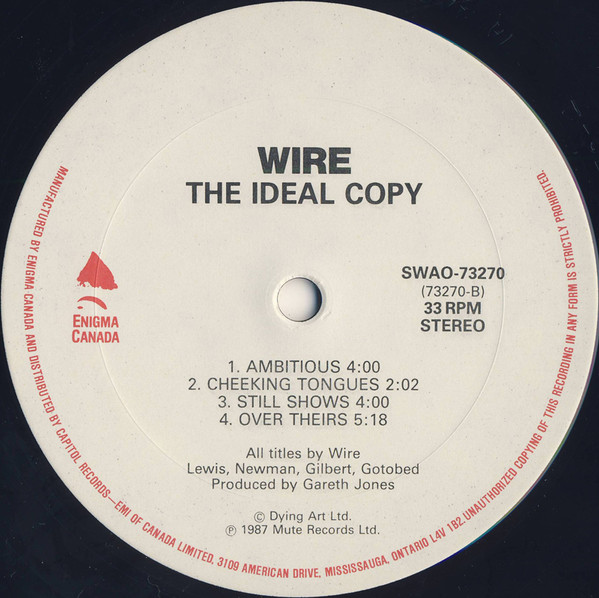 WIRE
THE IDEAL COPY
ENIGMA
CANADA
SWAO-73270
(73270-B)
33 RPM
STEREO
1. AMBITIOUS 4:00
2. CHEEKING TONGUES 2:02
3. STILL SHOWS 4:00
4. OVER THEIRS 5:18
All titles by Wire
Lewis, Newman, Gilbert, Gotobed
Produced by Gareth Jones
© Dying Art Ltd.
℗ 1987 Mute Records Ltd.
MANUFACTURED BY ENIGMA CANADA AND DISTRIBUTED BY CAPITOL RECORDS—EMI OF CANADA LIMITED, 3109 AMERICAN DRIVE, MISSISSAUGA, ONTARIO L4V 1B2. UNAUTHORIZED COPYING OF THIS RECORDING IN ANY FORM IS STRICTLY PROHIBITED.